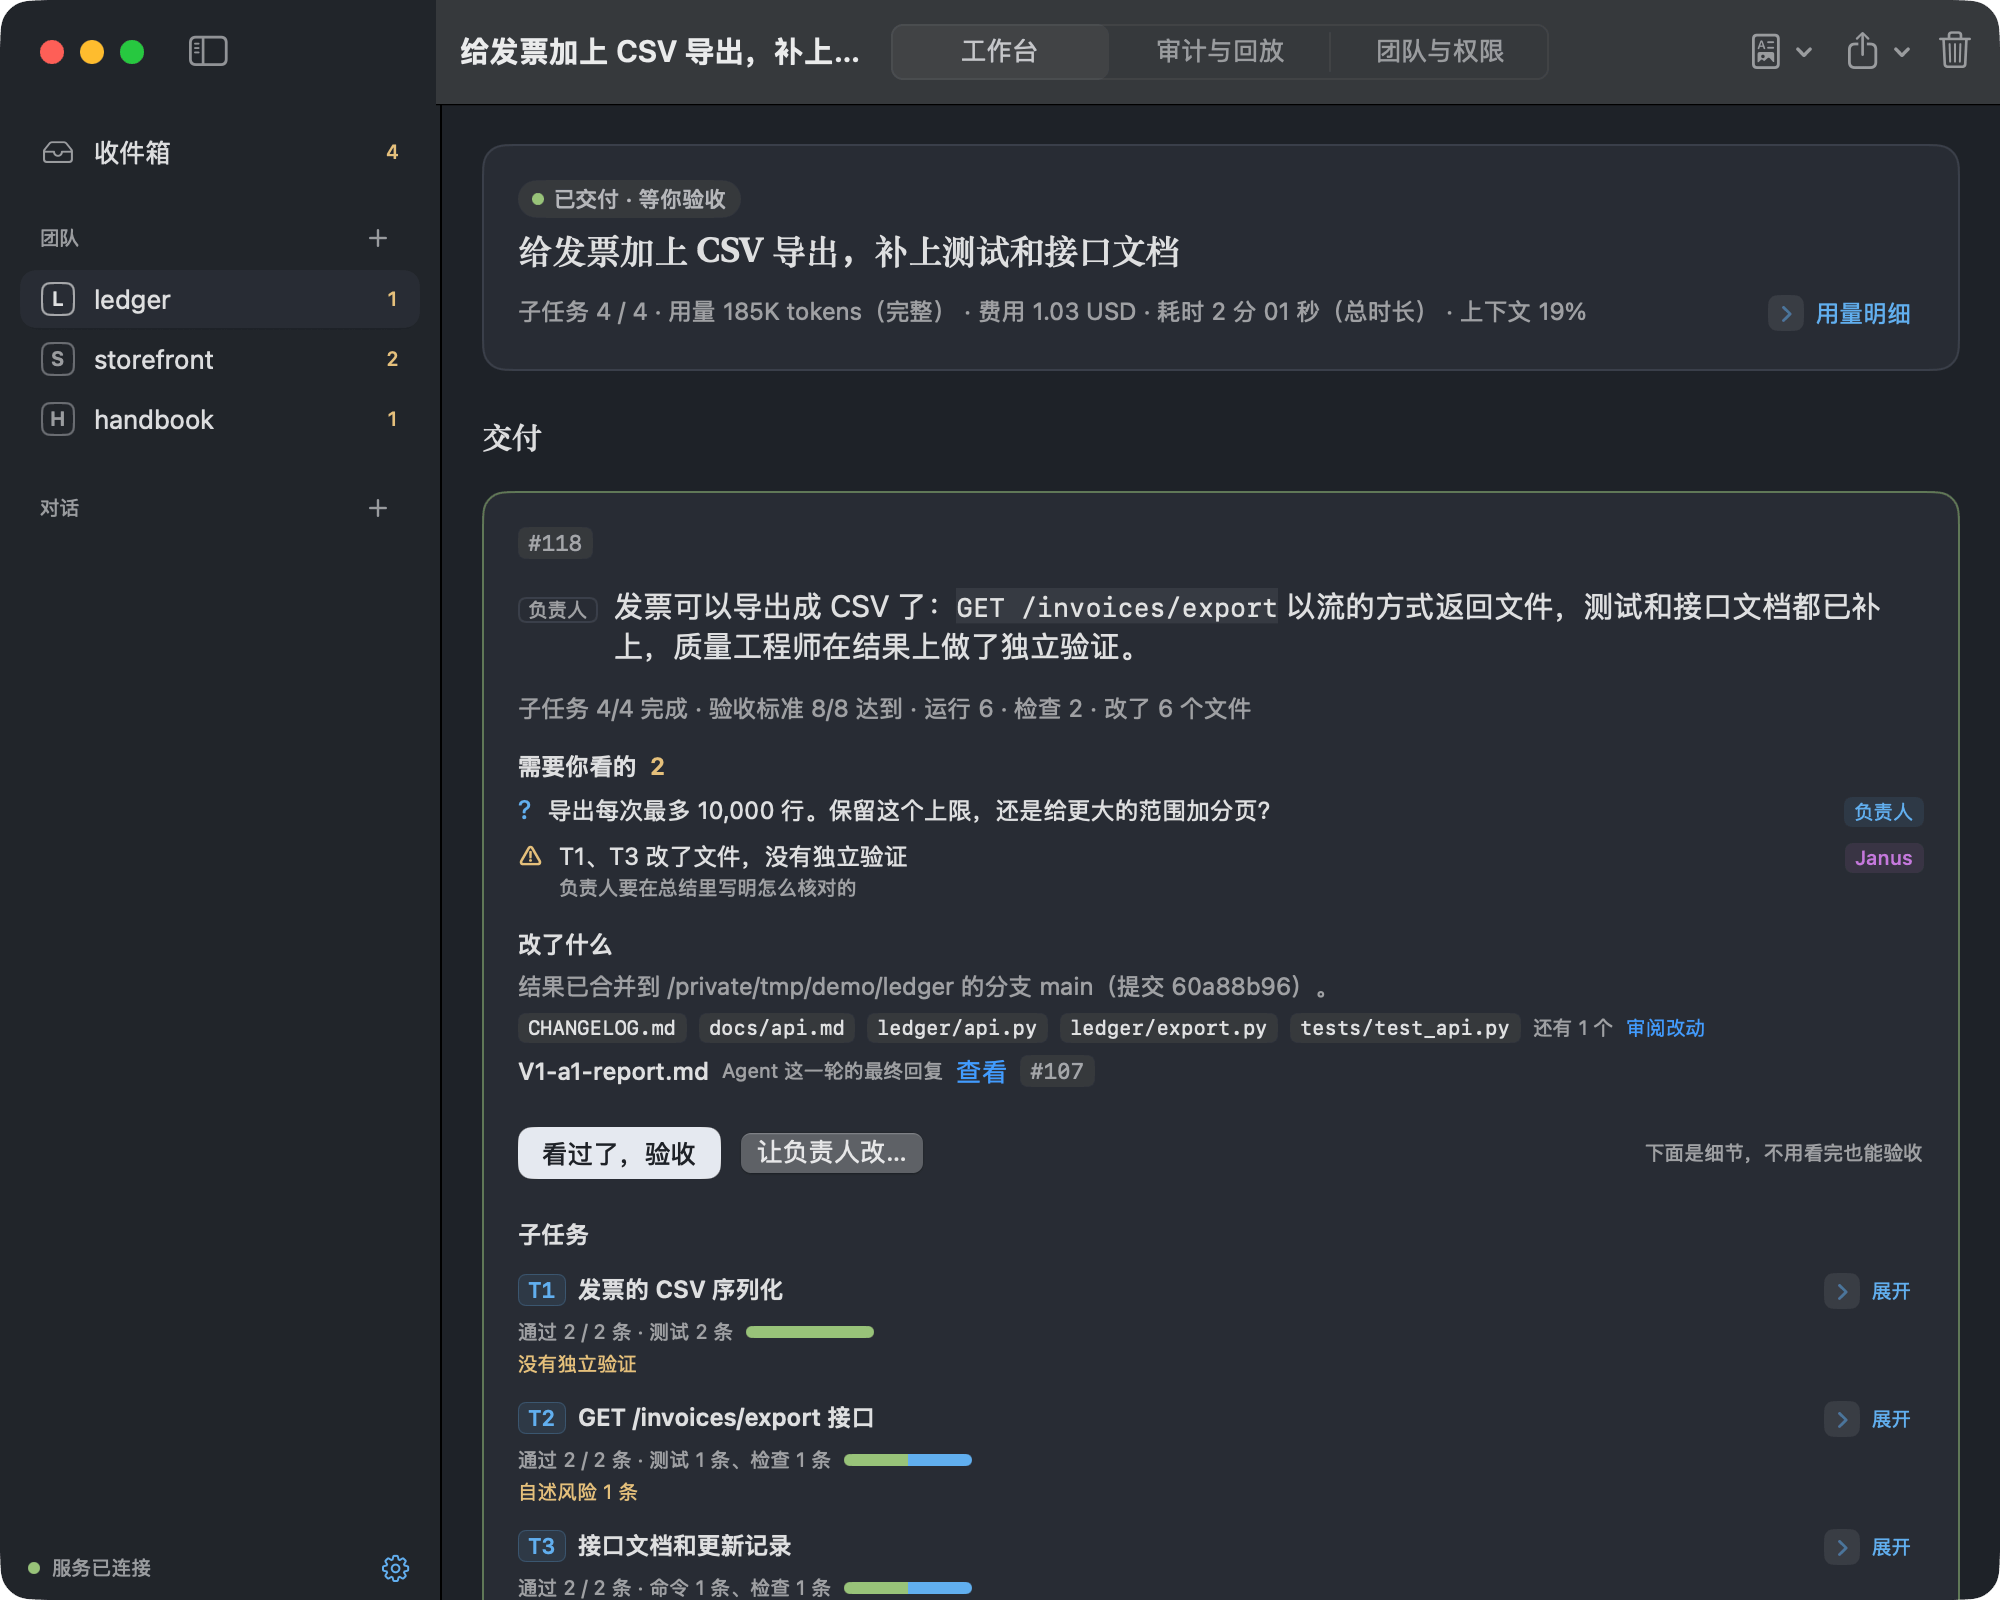 给发票加上 CSV 导出，补上...
工作台
审计与回放
团队与权限
收件箱 4
团队
L ledger 1
S storefront 2
H handbook 1
对话
服务已连接
已交付 · 等你验收
给发票加上 CSV 导出，补上测试和接口文档
子任务 4 / 4 · 用量 185K tokens（完整） · 费用 1.03 USD · 耗时 2 分 01 秒（总时长） · 上下文 19%
用量明细
交付
#118
负责人 发票可以导出成 CSV 了：GET /invoices/export 以流的方式返回文件，测试和接口文档都已补
上，质量工程师在结果上做了独立验证。
子任务 4/4 完成 · 验收标准 8/8 达到 · 运行 6 · 检查 2 · 改了 6 个文件
需要你看的 2
? 导出每次最多 10,000 行。保留这个上限，还是给更大的范围加分页？ 负责人
T1、T3 改了文件，没有独立验证 Janus
负责人要在总结里写明怎么核对的
改了什么
结果已合并到 /private/tmp/demo/ledger 的分支 main（提交 60a88b96）。
CHANGELOG.md docs/api.md ledger/api.py ledger/export.py tests/test_api.py 还有 1 个 审阅改动
V1-a1-report.md Agent 这一轮的最终回复 查看 #107
看过了，验收 让负责人改... 下面是细节，不用看完也能验收
子任务
T1 发票的 CSV 序列化 展开
通过 2 / 2 条 · 测试 2 条
没有独立验证
T2 GET /invoices/export 接口 展开
通过 2 / 2 条 · 测试 1 条、检查 1 条
自述风险 1 条
T3 接口文档和更新记录 展开
通过 2 / 2 条 · 命令 1 条、检查 1 条